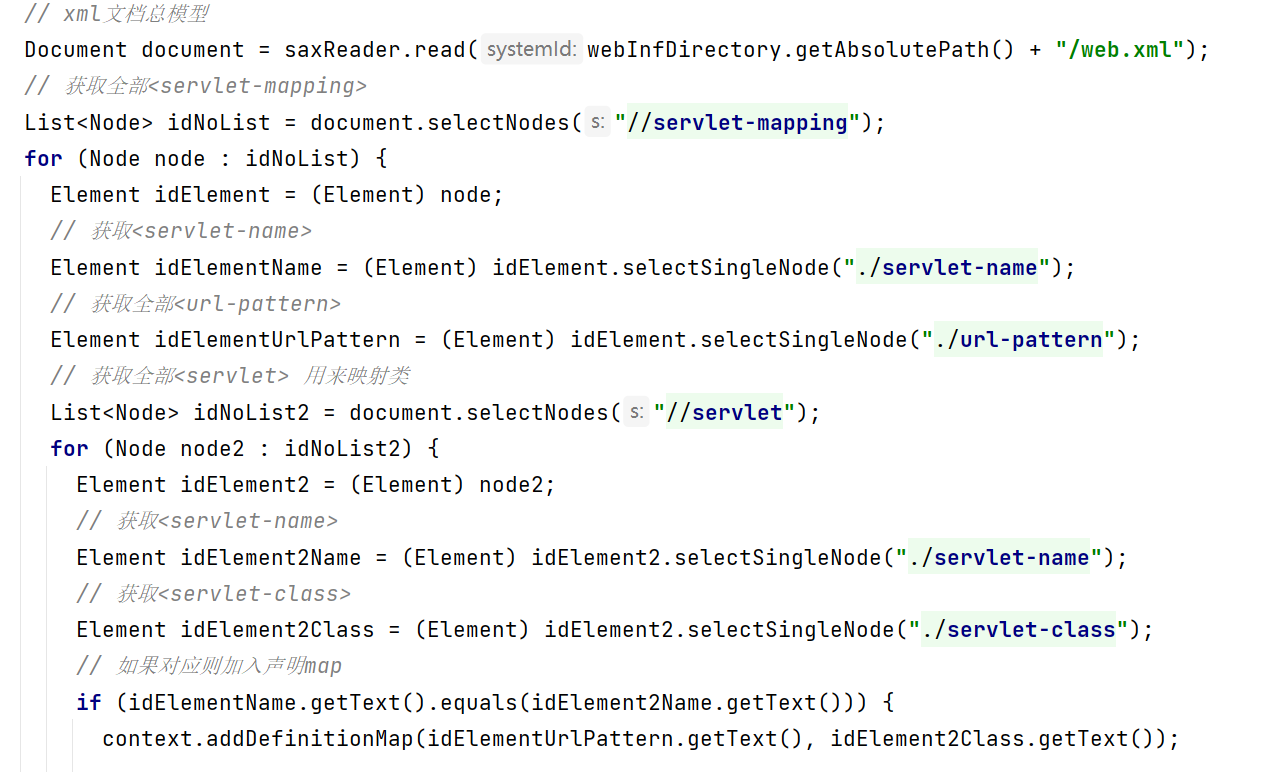 // xml文档总模型
Document document = saxReader.read( systemId: webInfDirectory.getAbsolutePath() + "/web.xml");
// 获取全部<servlet-mapping>
List<Node> idNoList = document.selectNodes( s: "//servlet-mapping");
for (Node node : idNoList) {
Element idElement = (Element) node;
// 获取<servlet-name>
Element idElementName = (Element) idElement.selectSingleNode("./servlet-name");
// 获取全部<url-pattern>
Element idElementUrlPattern = (Element) idElement.selectSingleNode("./url-pattern");
// 获取全部<servlet> 用来映射类
List<Node> idNoList2 = document.selectNodes( s: "//servlet");
for (Node node2 : idNoList2) {
Element idElement2 = (Element) node2;
// 获取<servlet-name>
Element idElement2Name = (Element) idElement2.selectSingleNode("./servlet-name");
// 获取<servlet-class>
Element idElement2Class = (Element) idElement2.selectSingleNode("./servlet-class");
// 如果对应则加入声明map
if (idElementName.getText().equals(idElement2Name.getText())) {
context.addDefinitionMap(idElementUrlPattern.getText(), idElement2Class.getText());